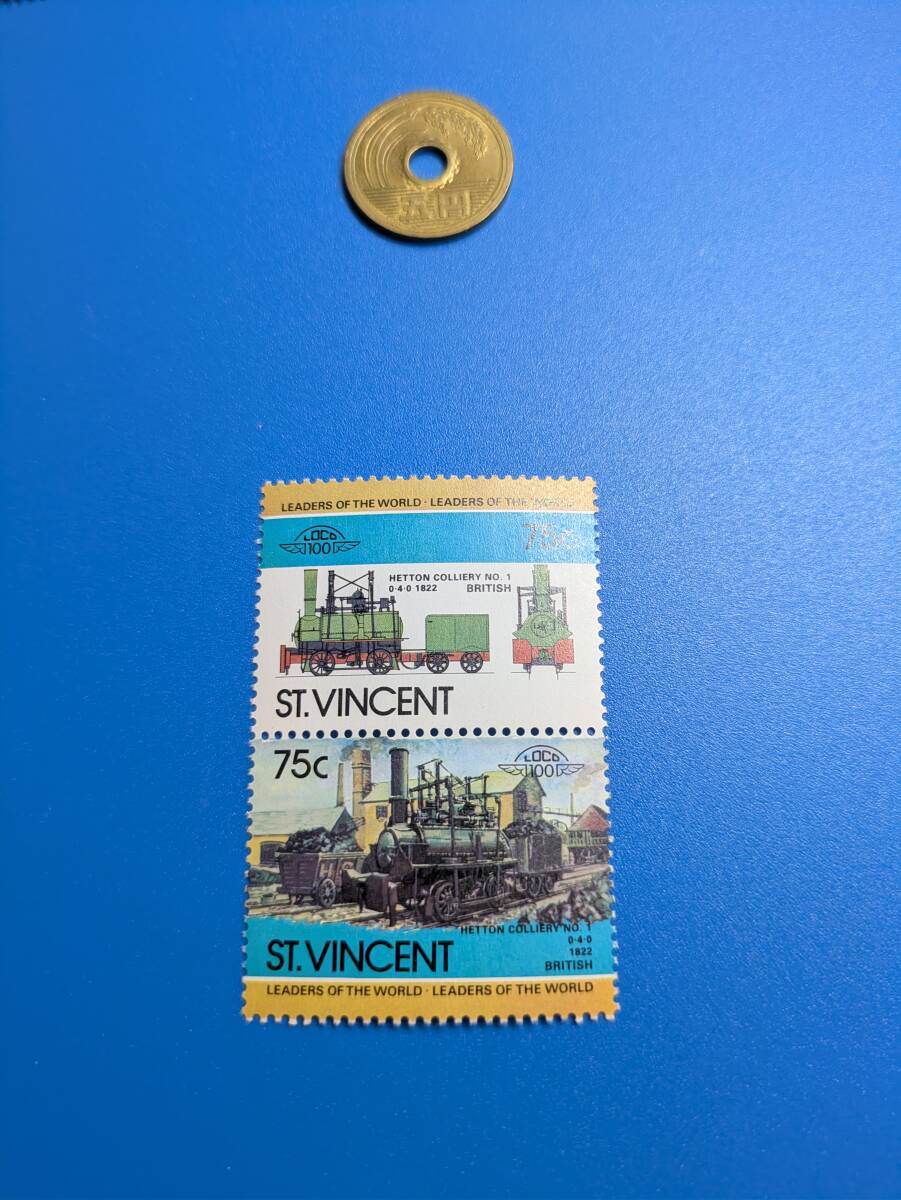 五円
LEADERS OF THE WORLD · LEADERS OF THE WORLD
LOCO
100
75c
HETTON COLLIERY NO. 1
0·4·0 1822 BRITISH
ST.VINCENT
75c
LOCO
100
HETTON COLLIERY NO. 1
0·4·0
1822
BRITISH
ST.VINCENT
LEADERS OF THE WORLD · LEADERS OF THE WORLD